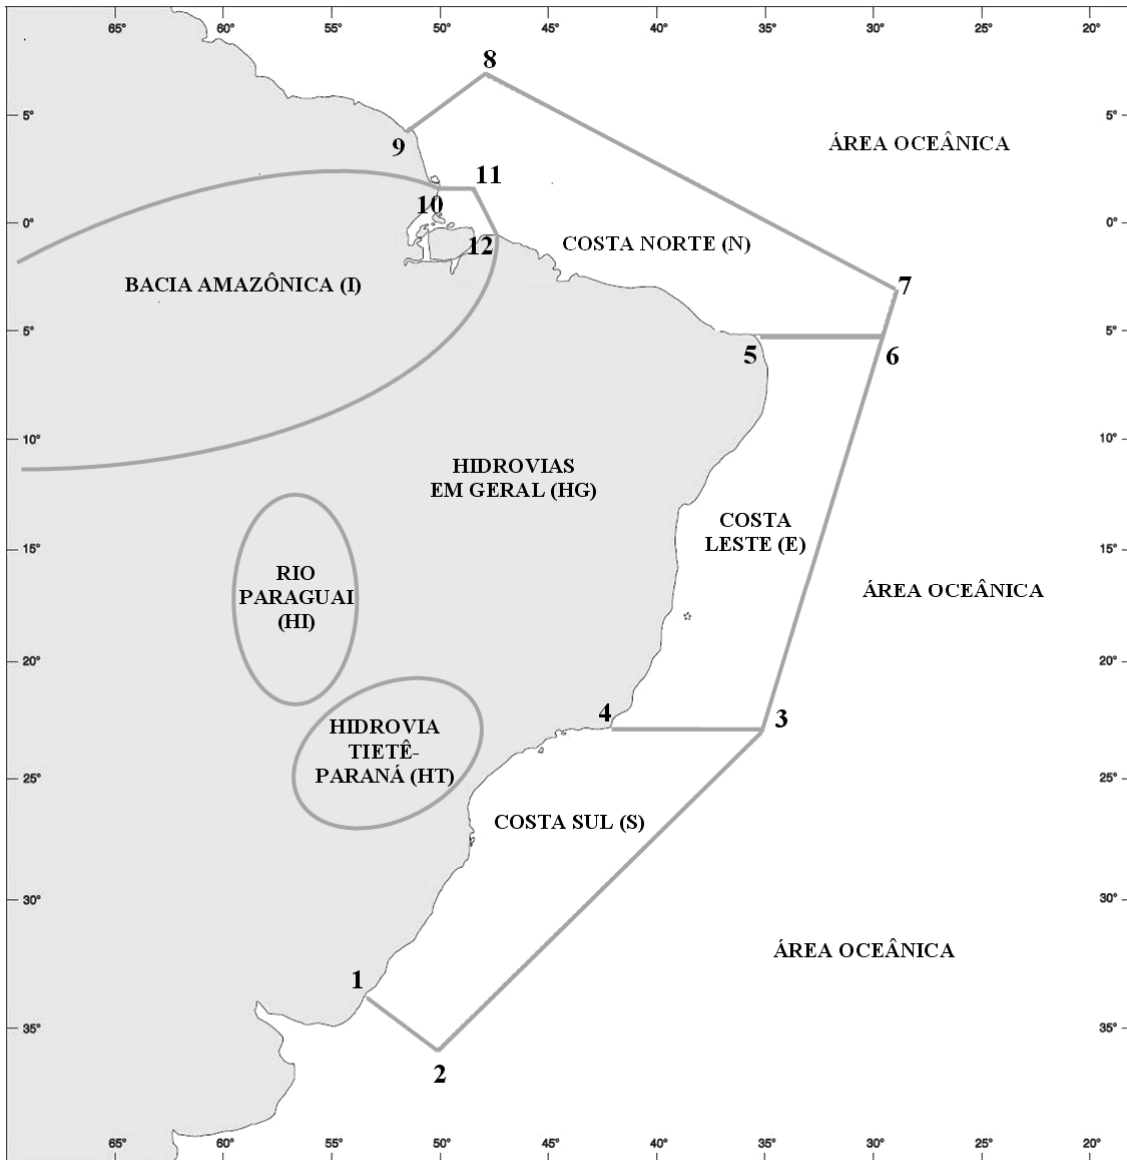 65° 60° 55° 50° 45° 40° 35° 30° 25° 20°
8
5° 5°
9
ÁREA OCEÂNICA
11
10
0° 0°
12
COSTA NORTE (N)
BACIA AMAZÔNICA (I)
7
5° 5°
5
6
10° 10°
HIDROVIAS
EM GERAL (HG)
COSTA
LESTE (E)
15° 15°
RIO
PARAGUAI
(HI)
ÁREA OCEÂNICA
20° 20°
4
3
HIDROVIA
TIETÊ-
PARANÁ (HT)
25° 25°
COSTA SUL (S)
30° 30°
ÁREA OCEÂNICA
1
35° 35°
2
65° 60° 55° 50° 45° 40° 35° 30° 25° 20°